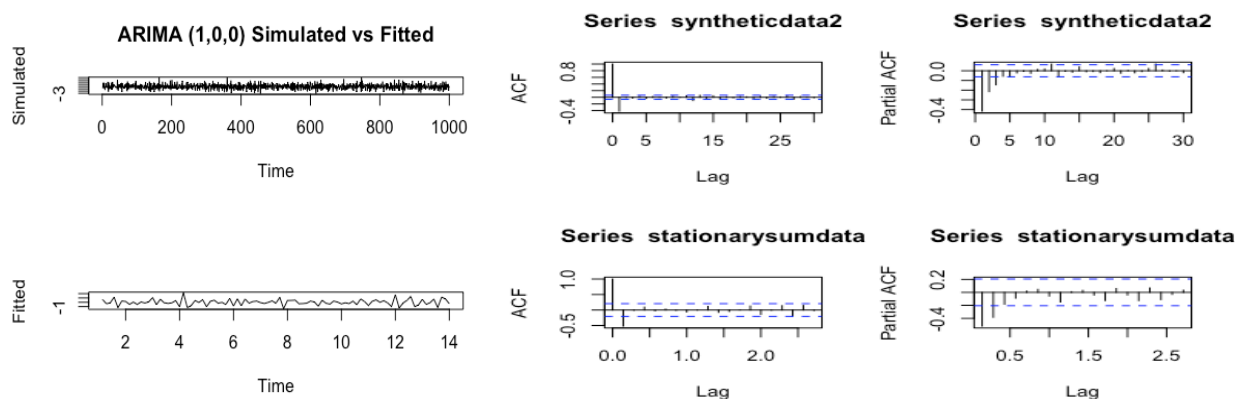 ARIMA (1,0,0) Simulated vs Fitted
Simulated
-3
0 200 400 600 800 1000
Time
Fitted
-1
2 4 6 8 10 12 14
Time
Series syntheticdata2
ACF
0.8
-0.4
0 5 15 25
Lag
Series syntheticdata2
Partial ACF
0.0
-0.4
0 5 10 15 20 30
Lag
Series stationarysumdata
ACF
1.0
-0.5
0.0 1.0 2.0
Lag
Series stationarysumdata
Partial ACF
0.2
-0.4
0.5 1.5 2.5
Lag